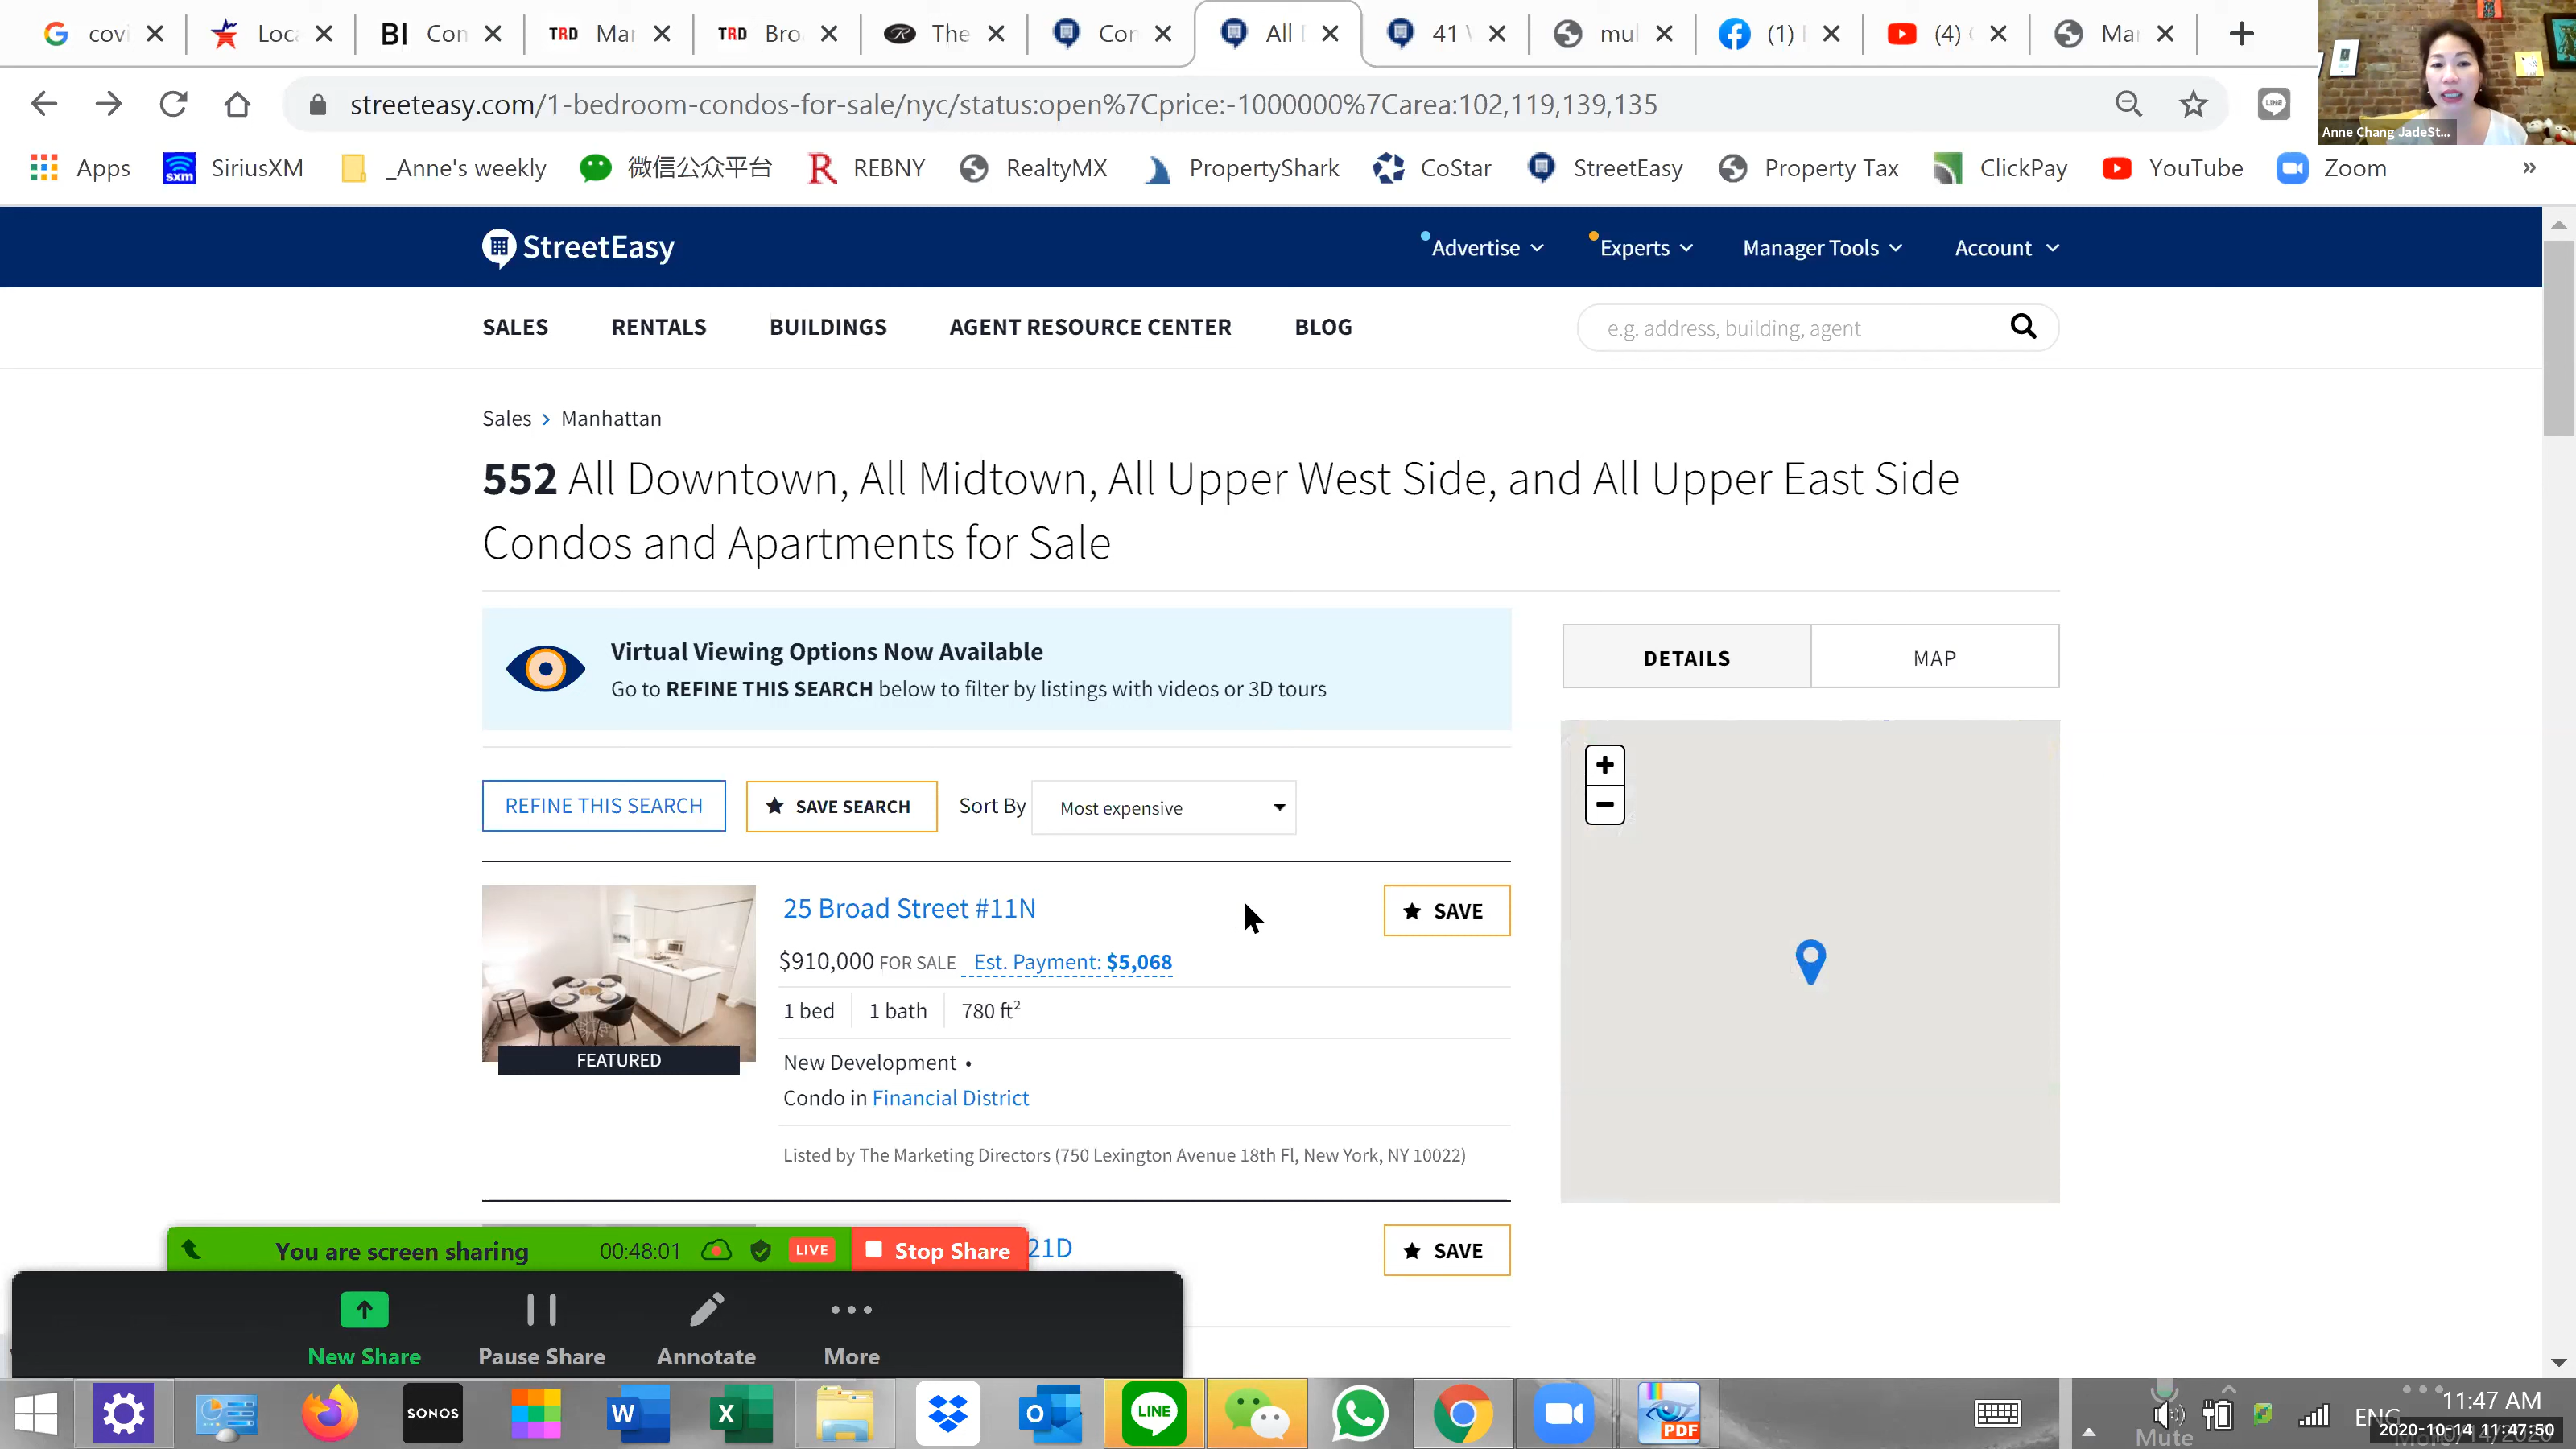 cov
Loc
BI Con
TRD Mar
TRD Bro
The
Con
All
41
mul
(1)
(4)
Mar
streeteasy.com/1-bedroom-condos-for-sale/nyc/status:open%7Cprice:-1000000%7Carea:102,119,139,135
LINE
Anne Chang JadeSt...
Apps
sxm SiriusXM
_Anne's weekly
微信公众平台
R REBNY
RealtyMX
PropertyShark
CoStar
StreetEasy
Property Tax
ClickPay
YouTube
Zoom
»
StreetEasy
Advertise
Experts
Manager Tools
Account
SALES
RENTALS
BUILDINGS
AGENT RESOURCE CENTER
BLOG
e.g. address, building, agent
Sales > Manhattan
552 All Downtown, All Midtown, All Upper West Side, and All Upper East Side
Condos and Apartments for Sale
Virtual Viewing Options Now Available
Go to REFINE THIS SEARCH below to filter by listings with videos or 3D tours
DETAILS
MAP
+
−
REFINE THIS SEARCH
SAVE SEARCH
Sort By
Most expensive
25 Broad Street #11N
SAVE
$910,000 FOR SALE Est. Payment: $5,068
1 bed 1 bath 780 ft²
FEATURED
New Development •
Condo in Financial District
Listed by The Marketing Directors (750 Lexington Avenue 18th Fl, New York, NY 10022)
21D
SAVE
You are screen sharing 00:48:01 LIVE Stop Share
New Share
Pause Share
Annotate
More
SONOS
W
X
O
LINE
PDF
ENG
11:47 AM
2020-10-14 11:47:50
Mute